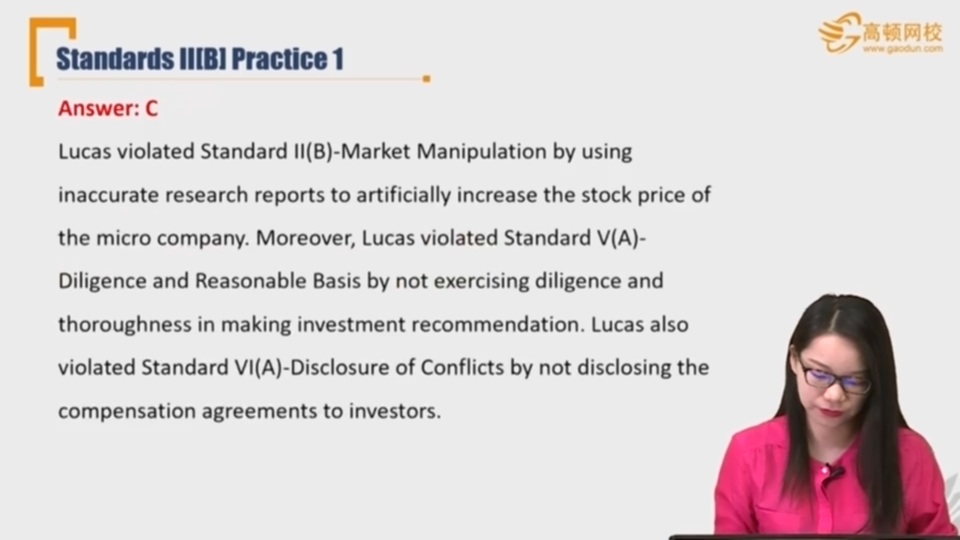 Standards II[B] Practice 1
高顿网校
www.gaodun.com
Answer: C
Lucas violated Standard II(B)-Market Manipulation by using
inaccurate research reports to artificially increase the stock price of
the micro company. Moreover, Lucas violated Standard V(A)-
Diligence and Reasonable Basis by not exercising diligence and
thoroughness in making investment recommendation. Lucas also
violated Standard VI(A)-Disclosure of Conflicts by not disclosing the
compensation agreements to investors.